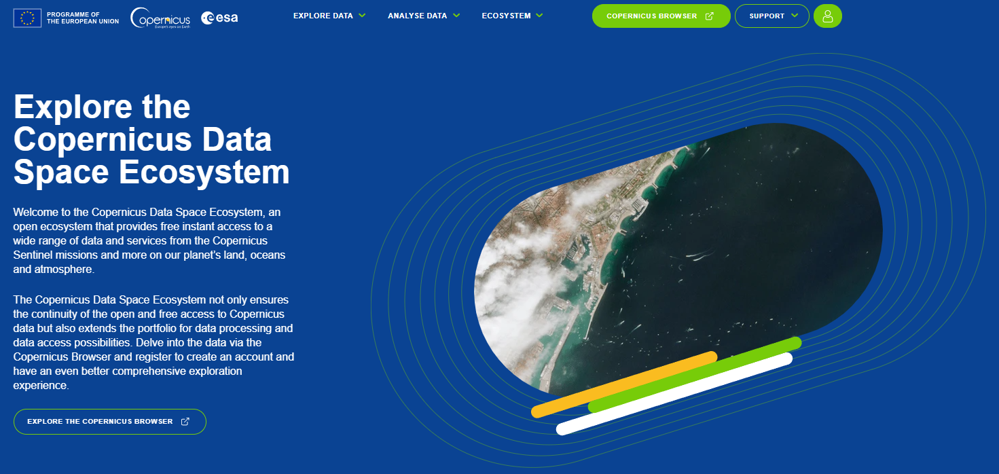 PROGRAMME OF
THE EUROPEAN UNION
opernicus
Europe's eyes on Earth
esa
EXPLORE DATA
ANALYSE DATA
ECOSYSTEM
COPERNICUS BROWSER
SUPPORT
Explore the
Copernicus Data
Space Ecosystem
Welcome to the Copernicus Data Space Ecosystem, an
open ecosystem that provides free instant access to a
wide range of data and services from the Copernicus
Sentinel missions and more on our planet’s land, oceans
and atmosphere.
The Copernicus Data Space Ecosystem not only ensures
the continuity of the open and free access to Copernicus
data but also extends the portfolio for data processing and
data access possibilities. Delve into the data via the
Copernicus Browser and register to create an account and
have an even better comprehensive exploration
experience.
EXPLORE THE COPERNICUS BROWSER